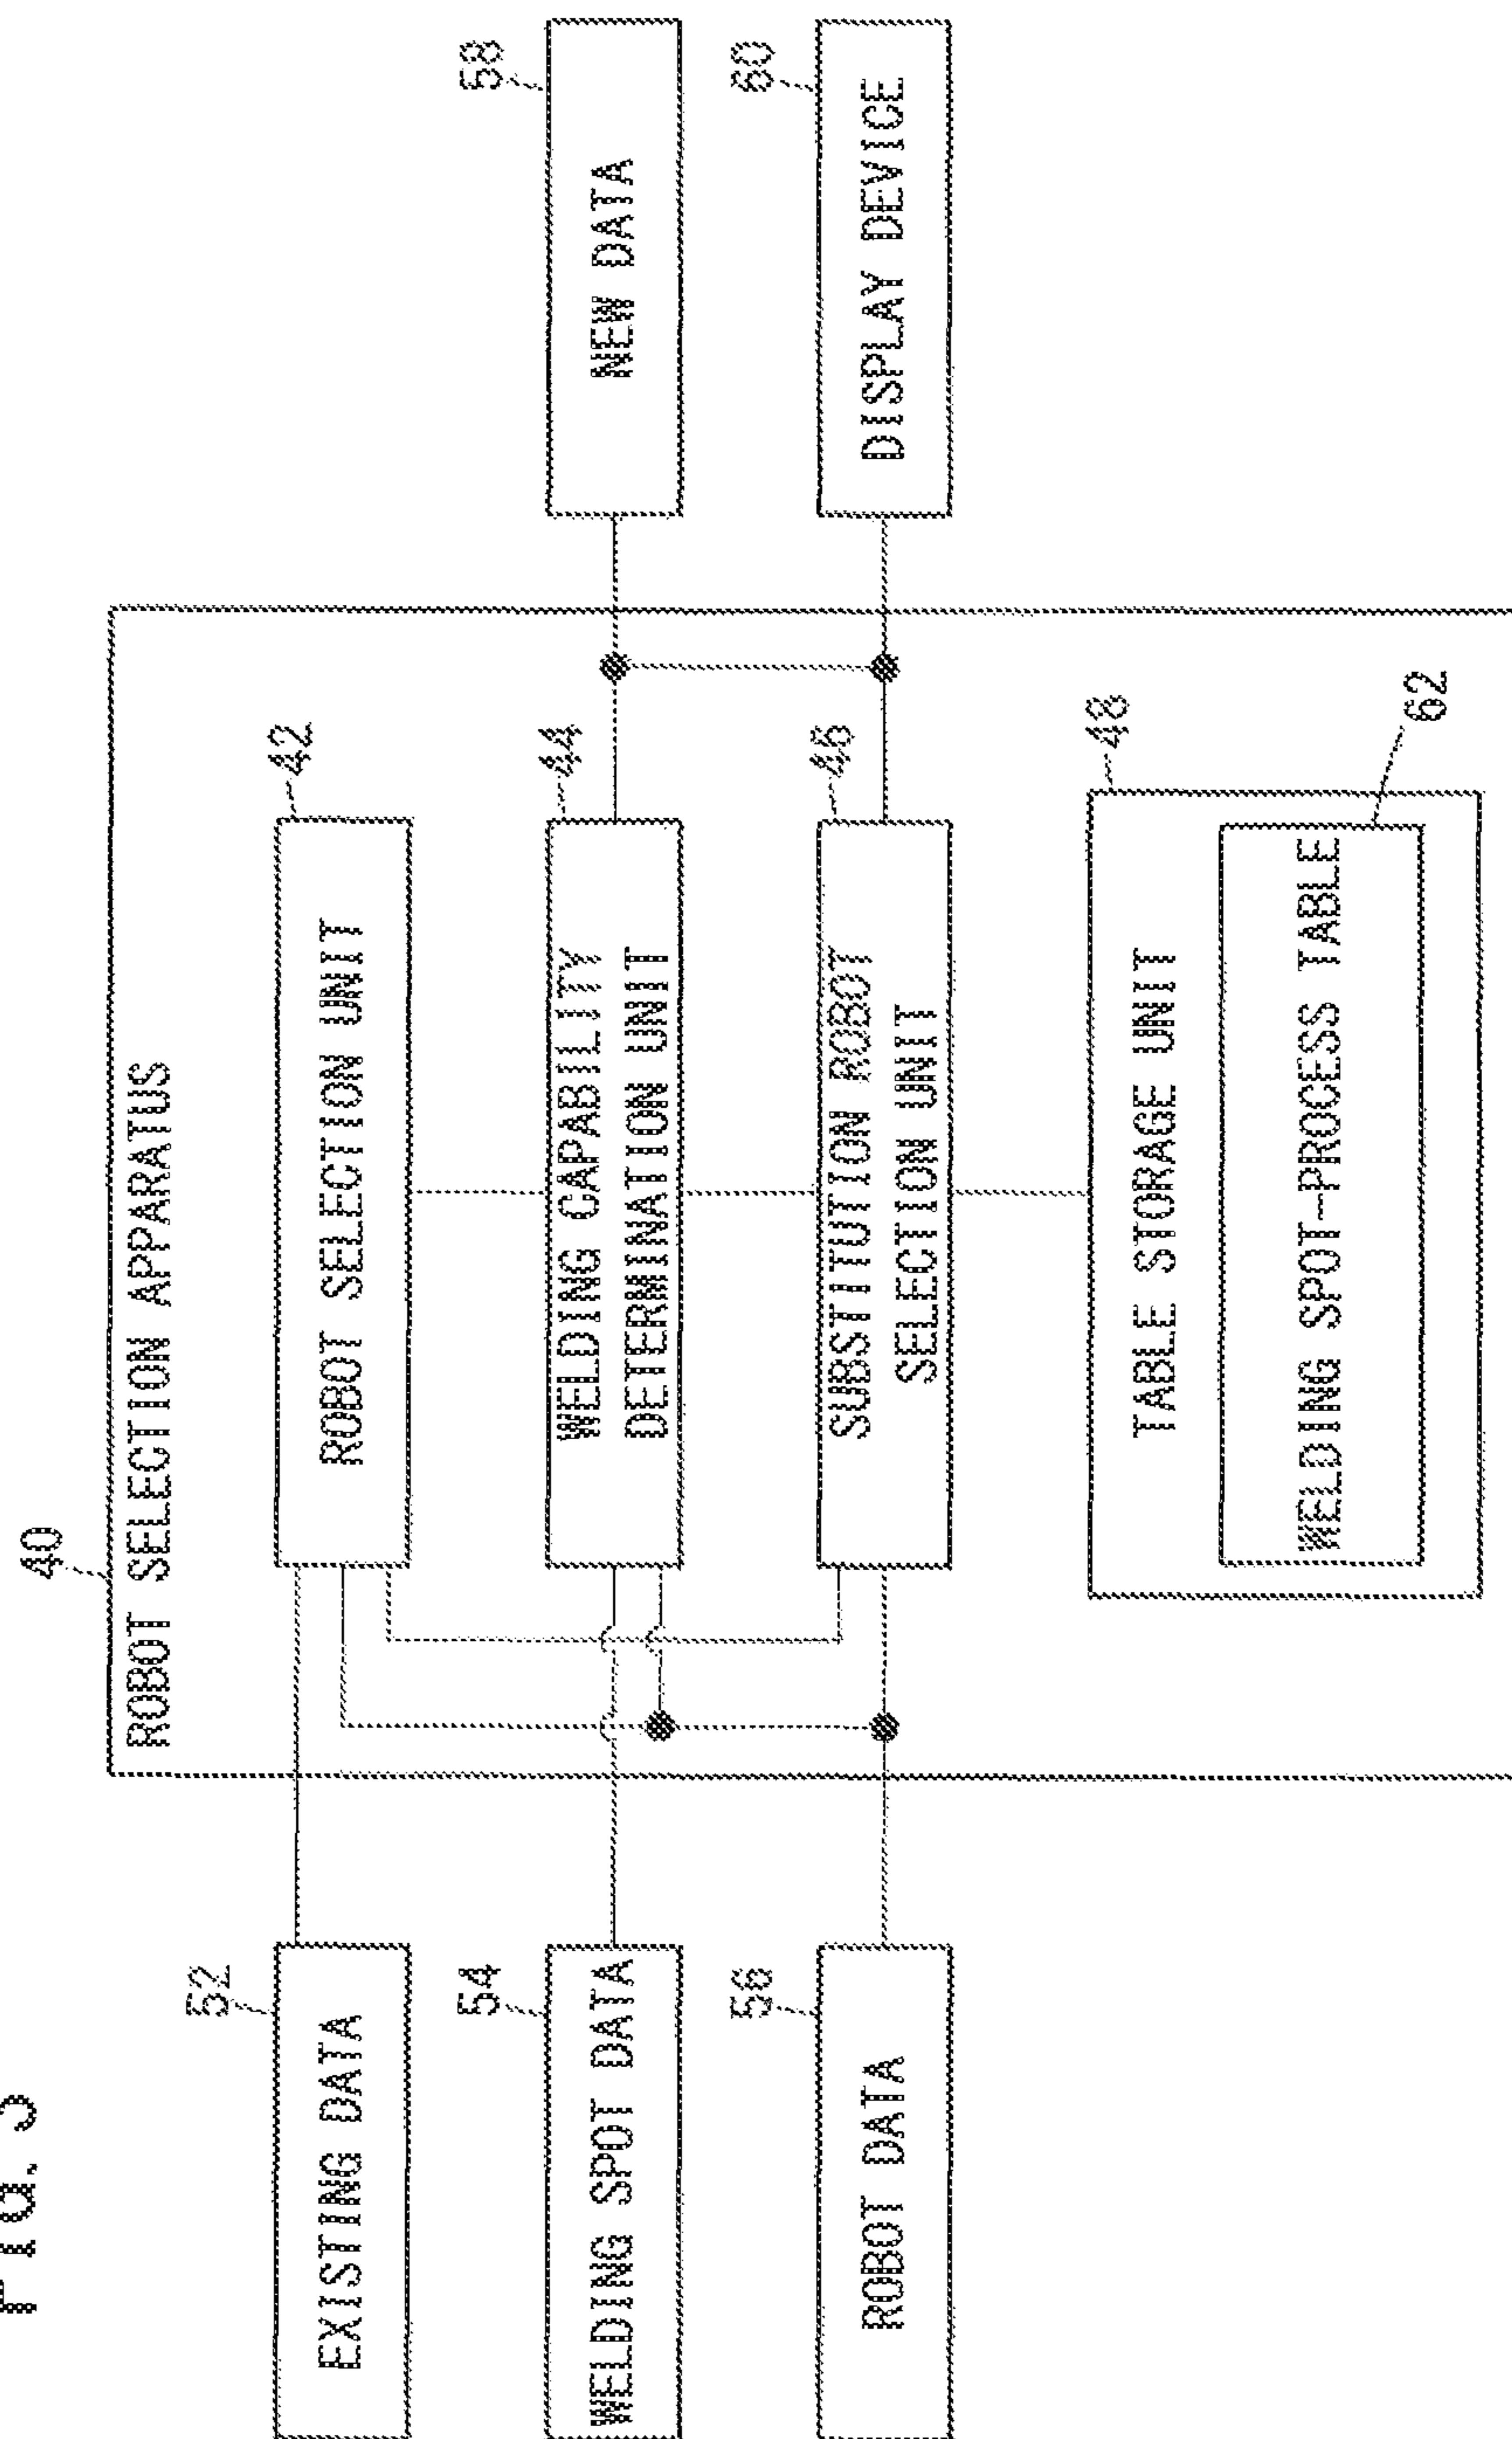 FIG. 3
40
ROBOT SELECTION APPARATUS
52
EXISTING DATA
42
ROBOT SELECTION UNIT
54
WELDING SPOT DATA
44
WELDING CAPABILITY
DETERMINATION UNIT
58
NEW DATA
56
ROBOT DATA
46
SUBSTITUTION ROBOT
SELECTION UNIT
60
DISPLAY DEVICE
48
TABLE STORAGE UNIT
WELDING SPOT-PROCESS TABLE
62